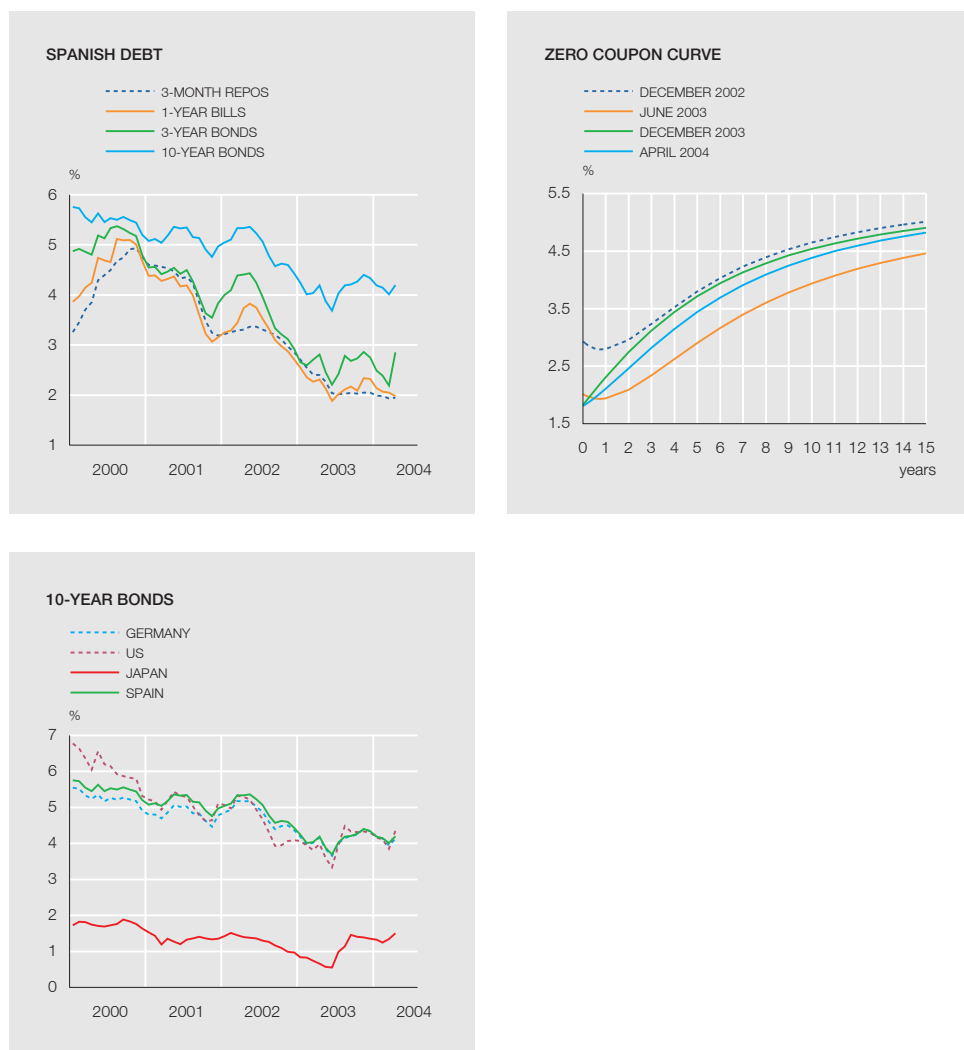 SPANISH DEBT
3-MONTH REPOS
1-YEAR BILLS
3-YEAR BONDS
10-YEAR BONDS
%
6
5
4
3
2
1
2000 2001 2002 2003 2004
ZERO COUPON CURVE
DECEMBER 2002
JUNE 2003
DECEMBER 2003
APRIL 2004
%
5.5
4.5
3.5
2.5
1.5
0 1 2 3 4 5 6 7 8 9 10 11 12 13 14 15
years
10-YEAR BONDS
GERMANY
US
JAPAN
SPAIN
%
7
6
5
4
3
2
1
0
2000 2001 2002 2003 2004